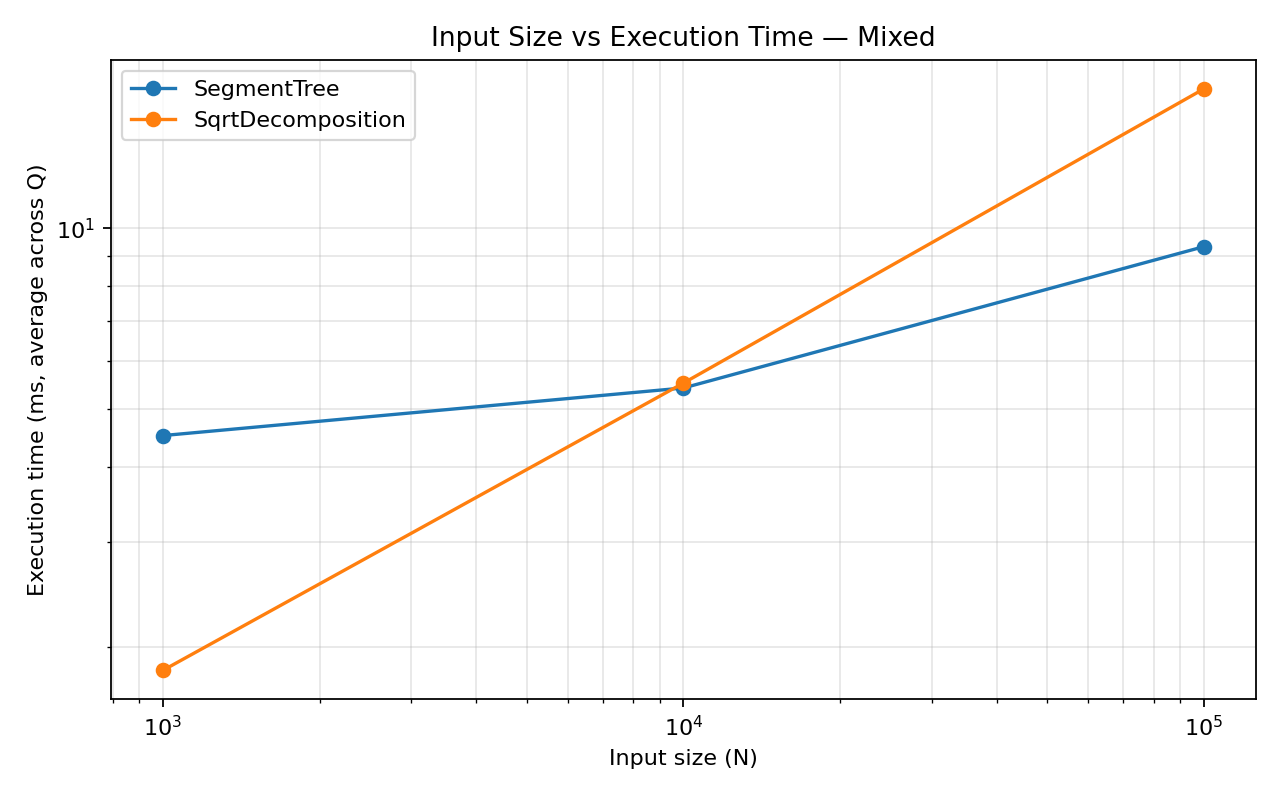 Input Size vs Execution Time — Mixed
SegmentTree
SqrtDecomposition
Execution time (ms, average across Q)
10¹
10³
10⁴
10⁵
Input size (N)